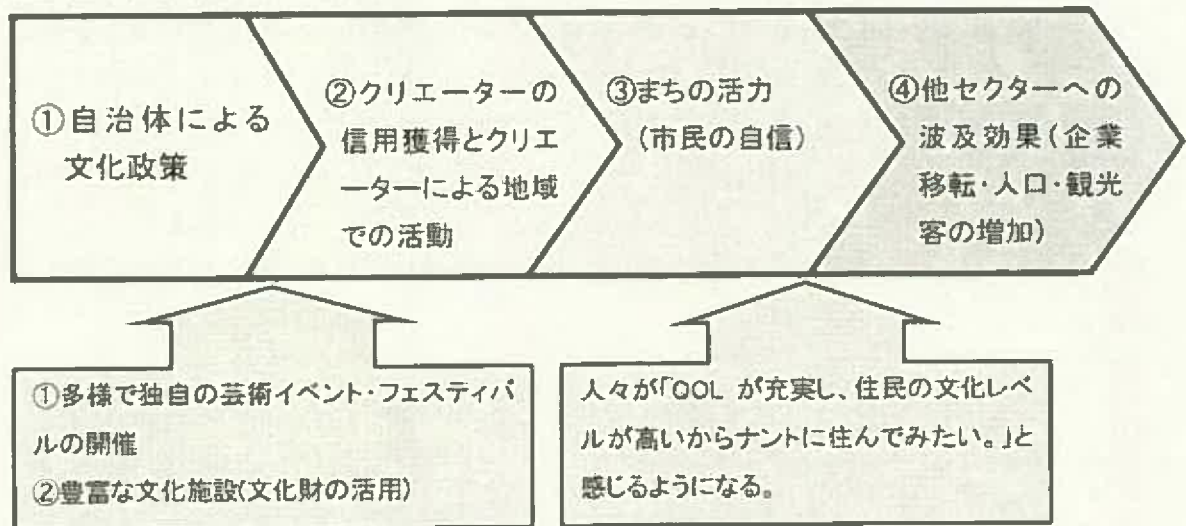 ①自治体による
文化政策
②クリエーターの
信用獲得とクリエ
ーターによる地域
での活動
③まちの活力
(市民の自信)
④他セクターへの
波及効果(企業
移転・人口・観光
客の増加)
①多様で独自の芸術イベント・フェスティバ
ルの開催
②豊富な文化施設(文化財の活用)
人々が「QOL が充実し、住民の文化レベ
ルが高いからナントに住んでみたい。」と
感じるようになる。